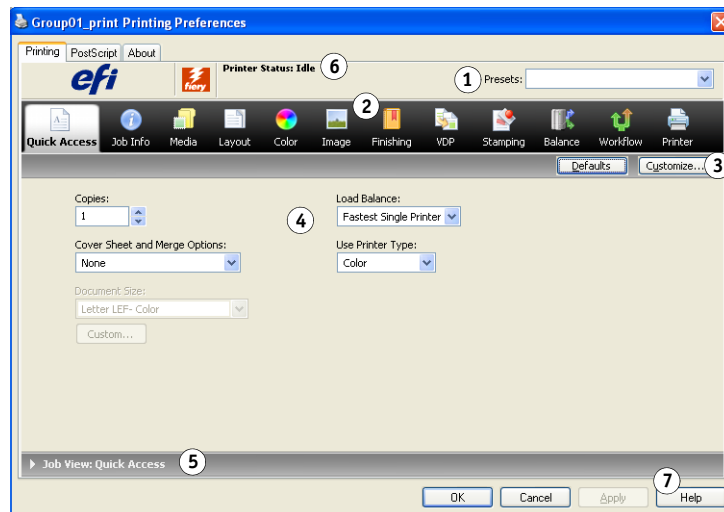 Group01_print Printing Preferences
Printing PostScript About
efi fiery Printer Status: Idle 6
1 Presets:
2
Quick Access Job Info Media Layout Color Image Finishing VDP Stamping Balance Workflow Printer
Defaults Customize... 3
Copies: Load Balance:
1 4 Fastest Single Printer
Cover Sheet and Merge Options: Use Printer Type:
None Color
Document Size:
Letter LEF- Color
Custom...
Job View: Quick Access 5
7
OK Cancel Apply Help